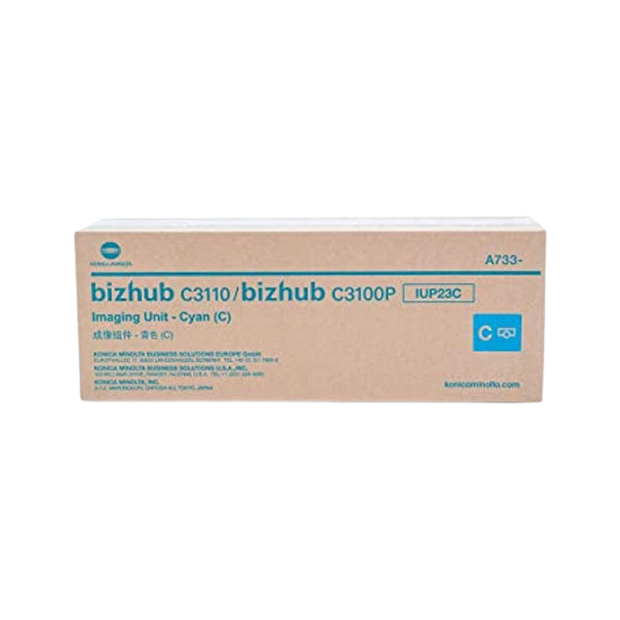 KONICA MINOLTA
A733-
bizhub C3110/bizhub C3100P IUP23C
Imaging Unit - Cyan (C)
成像组件 - 青色 (C)
C
KONICA MINOLTA BUSINESS SOLUTIONS EUROPE GmbH
KONICA MINOLTA BUSINESS SOLUTIONS U.S.A., INC.
KONICA MINOLTA, INC.
konicaminolta.com